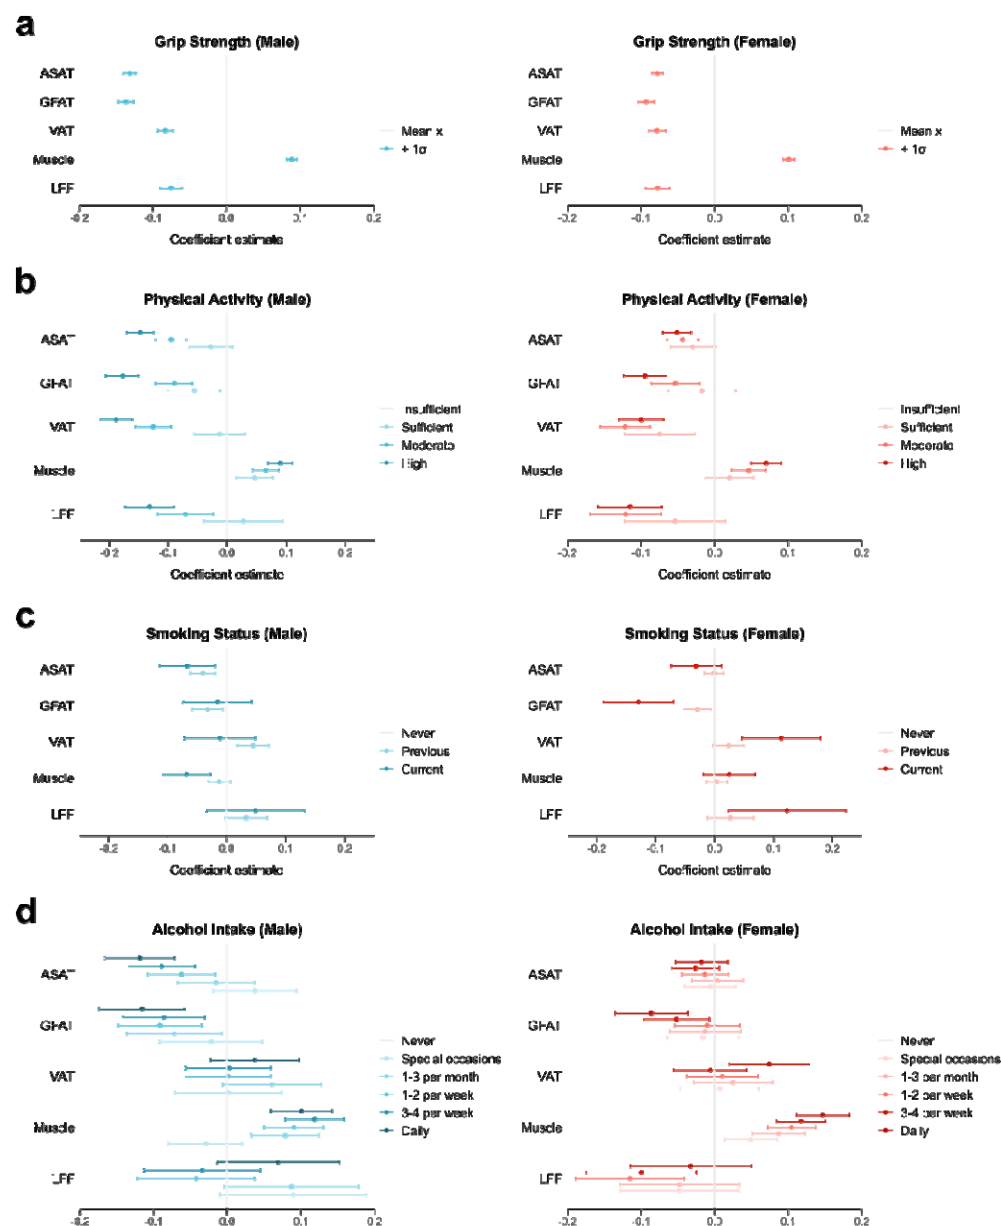 a
Grip Strength (Male)
ASAT
GFAT
VAT
Muscle
LFF
Mean x
+ 1σ
-0.2 -0.1 0.0 0.1 0.2
Coefficient estimate
Grip Strength (Female)
ASAT
GFAT
VAT
Muscle
LFF
Mean x
+ 1σ
-0.2 -0.1 0.0 0.1 0.2
Coefficient estimate
b
Physical Activity (Male)
ASAT
GFAT
VAT
Muscle
LFF
Insufficient
Sufficient
Moderate
High
-0.2 -0.1 0.0 0.1 0.2
Coefficient estimate
Physical Activity (Female)
ASAT
GFAT
VAT
Muscle
LFF
Insufficient
Sufficient
Moderate
High
-0.2 -0.1 0.0 0.1 0.2
Coefficient estimate
c
Smoking Status (Male)
ASAT
GFAT
VAT
Muscle
LFF
Never
Previous
Current
-0.2 -0.1 0.0 0.1 0.2
Coefficient estimate
Smoking Status (Female)
ASAT
GFAT
VAT
Muscle
LFF
Never
Previous
Current
-0.2 -0.1 0.0 0.1 0.2
Coefficient estimate
d
Alcohol Intake (Male)
ASAT
GFAT
VAT
Muscle
LFF
Never
Special occasions
1-3 per month
1-2 per week
3-4 per week
Daily
-0.2 -0.1 0.0 0.1 0.2
Coefficient estimate
Alcohol Intake (Female)
ASAT
GFAT
VAT
Muscle
LFF
Never
Special occasions
1-3 per month
1-2 per week
3-4 per week
Daily
-0.2 -0.1 0.0 0.1 0.2
Coefficient estimate